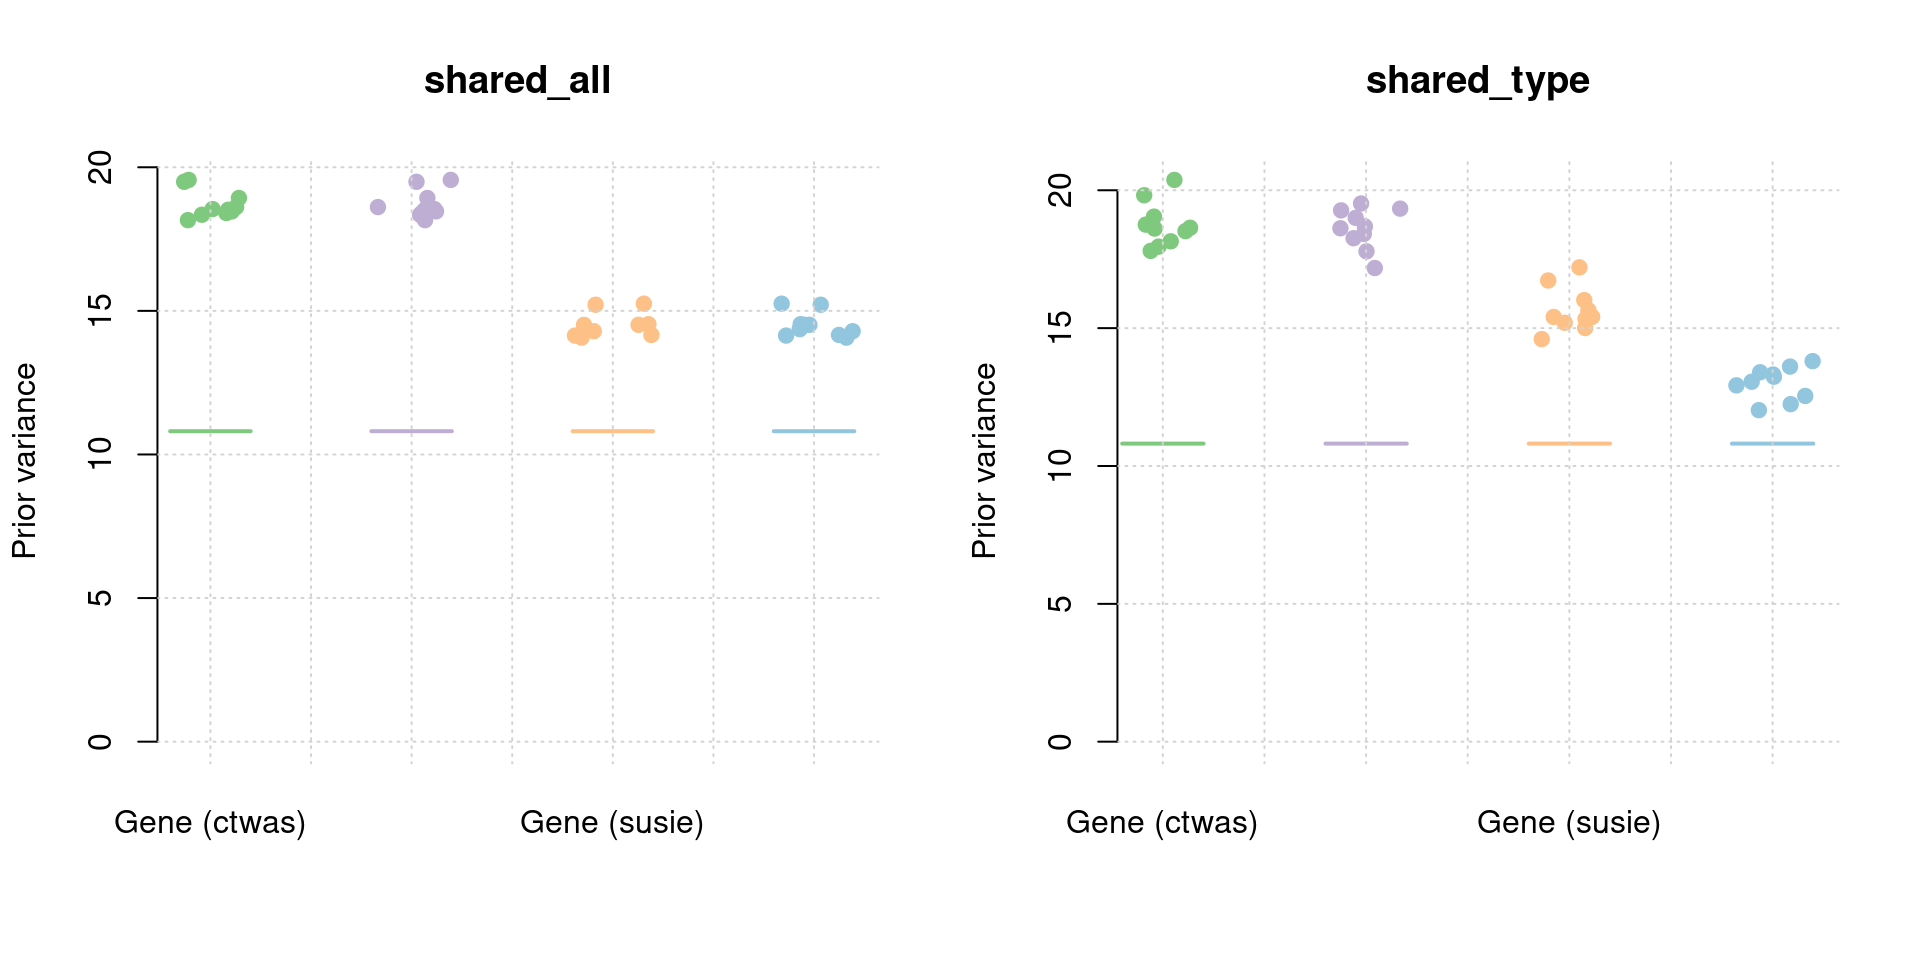 shared_all
20
15
10
5
0
Prior variance
Gene (ctwas)
Gene (susie)
shared_type
20
15
10
5
0
Prior variance
Gene (ctwas)
Gene (susie)